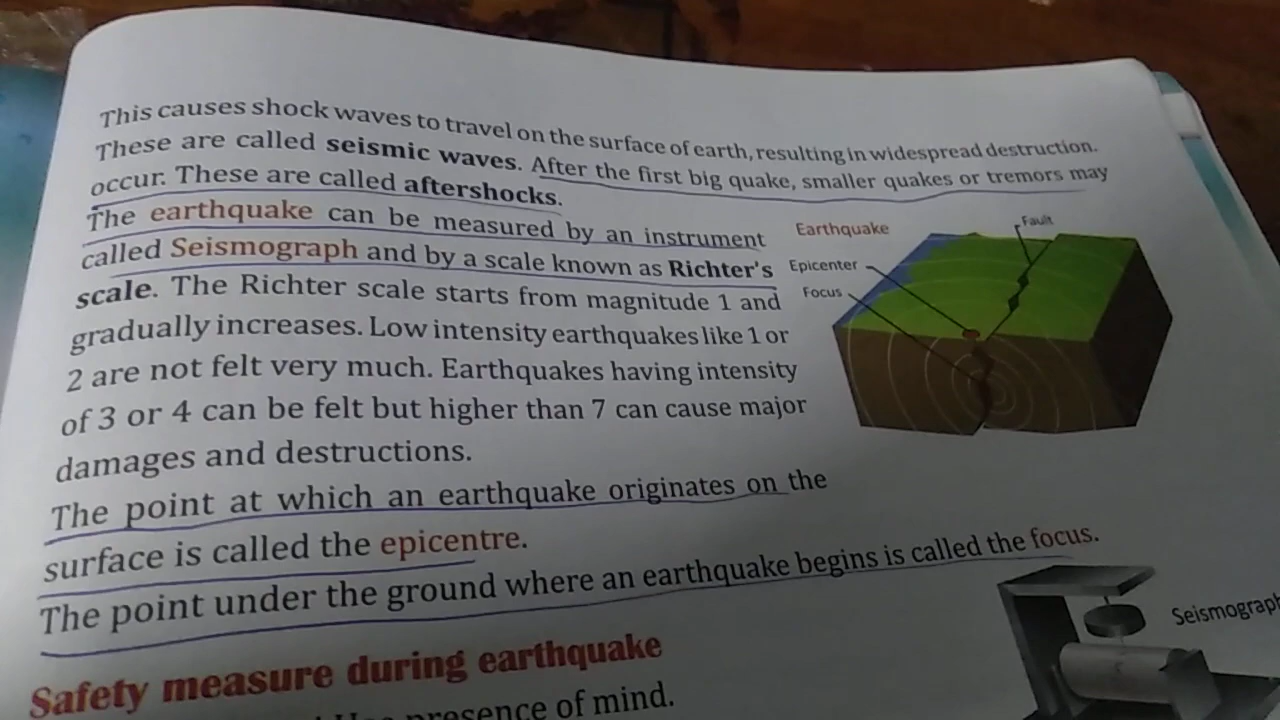 This causes shock waves to travel on the surface of earth, resulting in widespread destruction.
These are called seismic waves. After the first big quake, smaller quakes or tremors may
occur. These are called aftershocks.
The earthquake can be measured by an instrument
called Seismograph and by a scale known as Richter's
scale. The Richter scale starts from magnitude 1 and
gradually increases. Low intensity earthquakes like 1 or
2 are not felt very much. Earthquakes having intensity
of 3 or 4 can be felt but higher than 7 can cause major
damages and destructions.
Earthquake
Fault
Epicenter
Focus
The point at which an earthquake originates on the
surface is called the epicentre.
The point under the ground where an earthquake begins is called the focus.
Seismograph
Safety measure during earthquake
presence of mind.